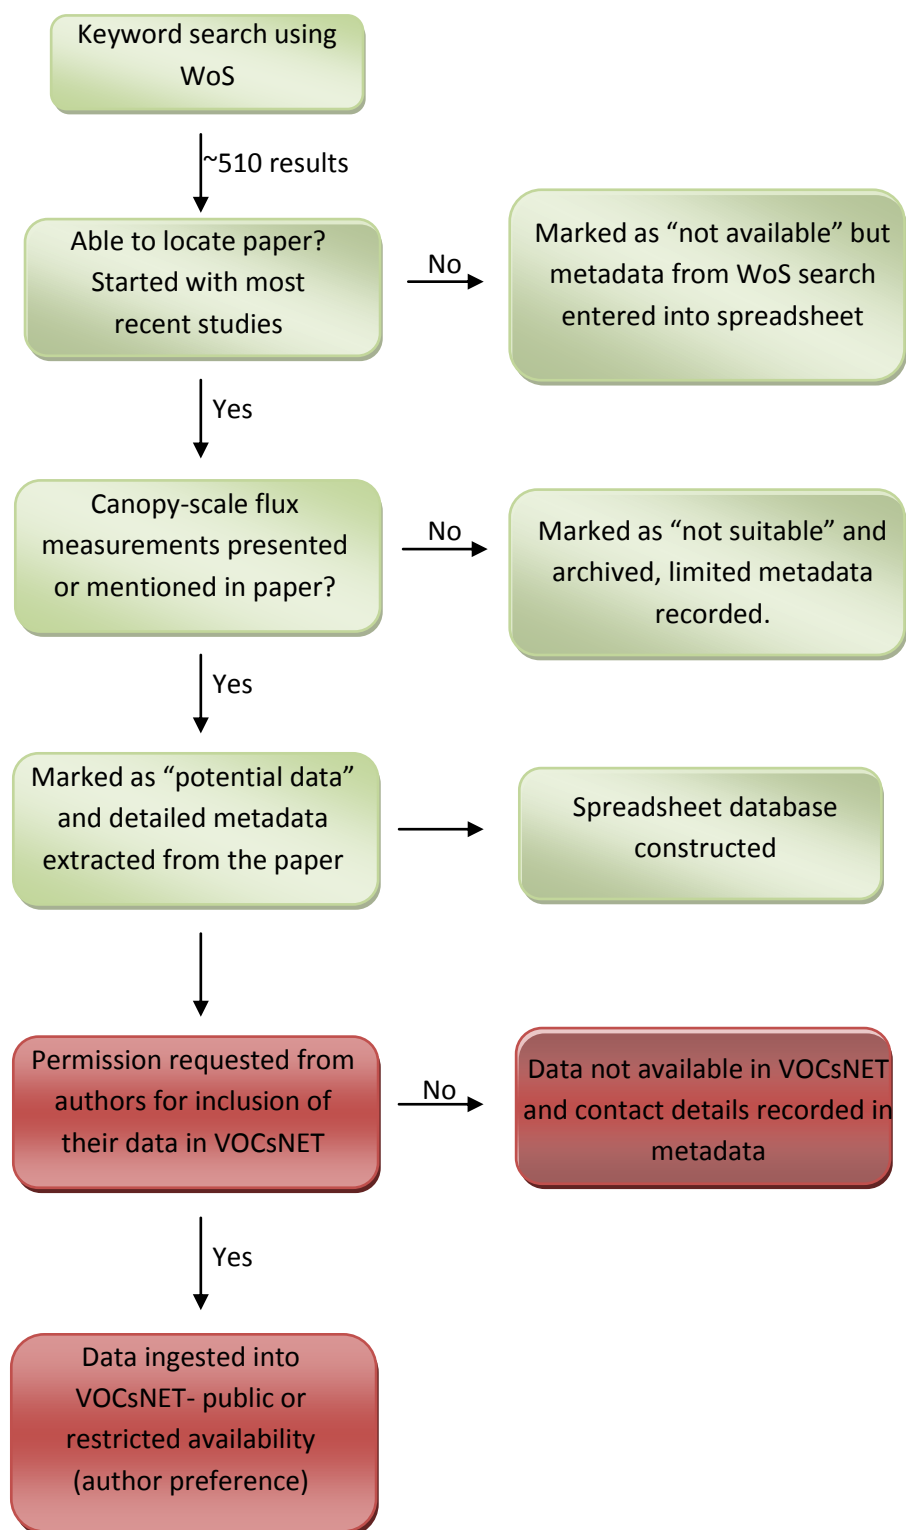 Keyword search using
WoS
~510 results
Able to locate paper?
Started with most
recent studies
No
Marked as “not available” but
metadata from WoS search
entered into spreadsheet
Yes
Canopy-scale flux
measurements presented
or mentioned in paper?
No
Marked as “not suitable” and
archived, limited metadata
recorded.
Yes
Marked as “potential data”
and detailed metadata
extracted from the paper
Spreadsheet database
constructed
Permission requested from
authors for inclusion of
their data in VOCsNET
No
Data not available in VOCsNET
and contact details recorded in
metadata
Yes
Data ingested into
VOCsNET- public or
restricted availability
(author preference)